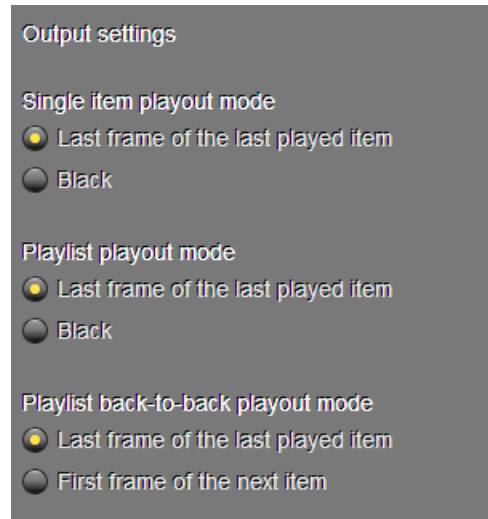 Output settings
Single item playout mode
Last frame of the last played item
Black
Playlist playout mode
Last frame of the last played item
Black
Playlist back-to-back playout mode
Last frame of the last played item
First frame of the next item